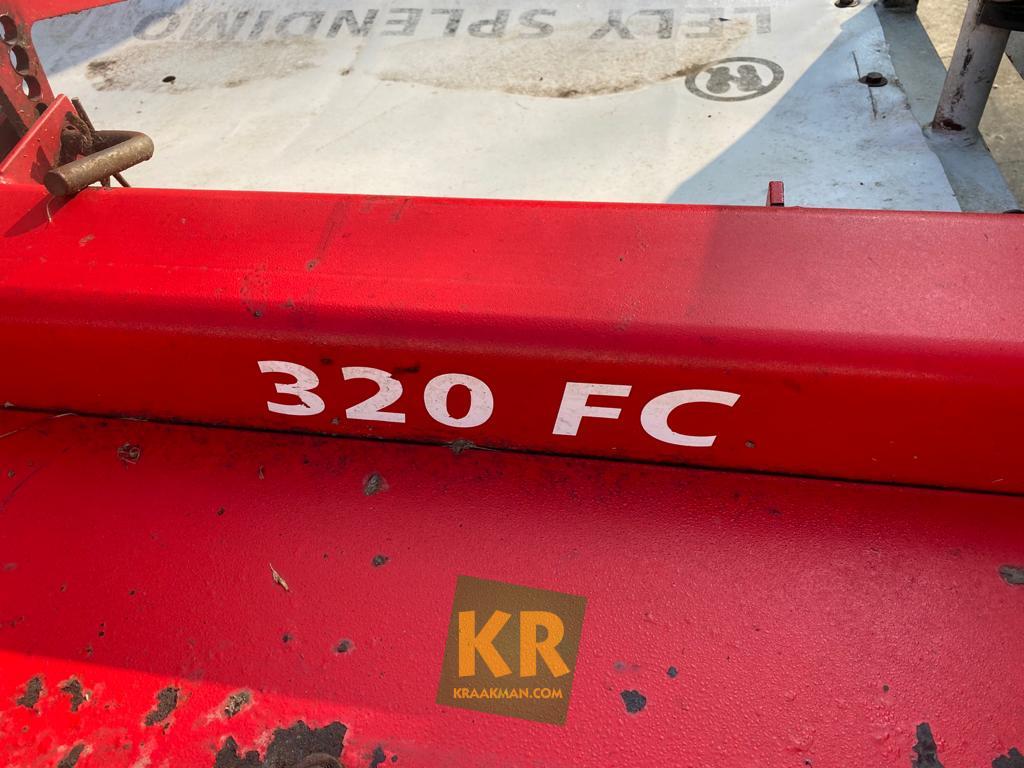 LELY SPLENDIMO
320 FC
KR
KRAAKMAN.COM